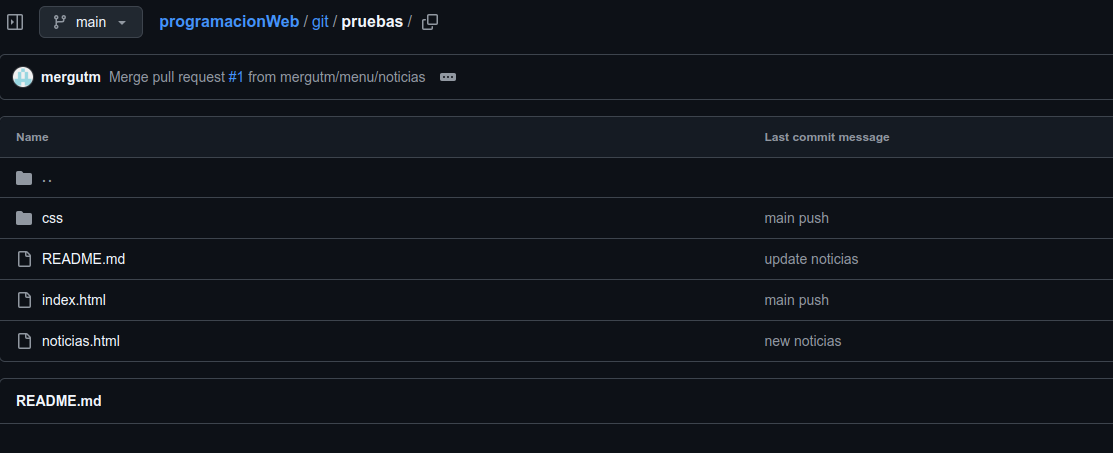 main programacionWeb / git / pruebas /
mergutm Merge pull request #1 from mergutm/menu/noticias
Name Last commit message
..
css main push
README.md update noticias
index.html main push
noticias.html new noticias
README.md